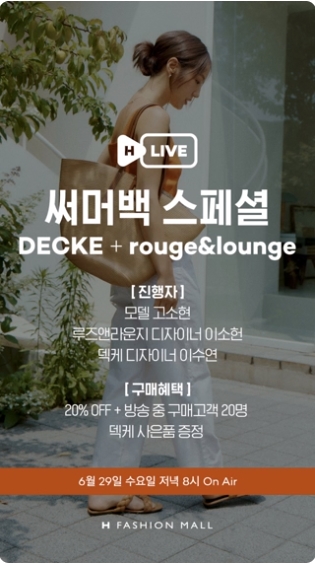 H LIVE
써머백 스페셜
DECKE + rouge&lounge
[ 진행자 ]
모델 고소현
루즈앤라운지 디자이너 이소헌
덱케 디자이너 이수연
[ 구매혜택 ]
20% OFF + 방송 중 구매고객 20명
덱케 사은품 증정
6월 29일 수요일 저녁 8시 On Air
H FASHION MALL